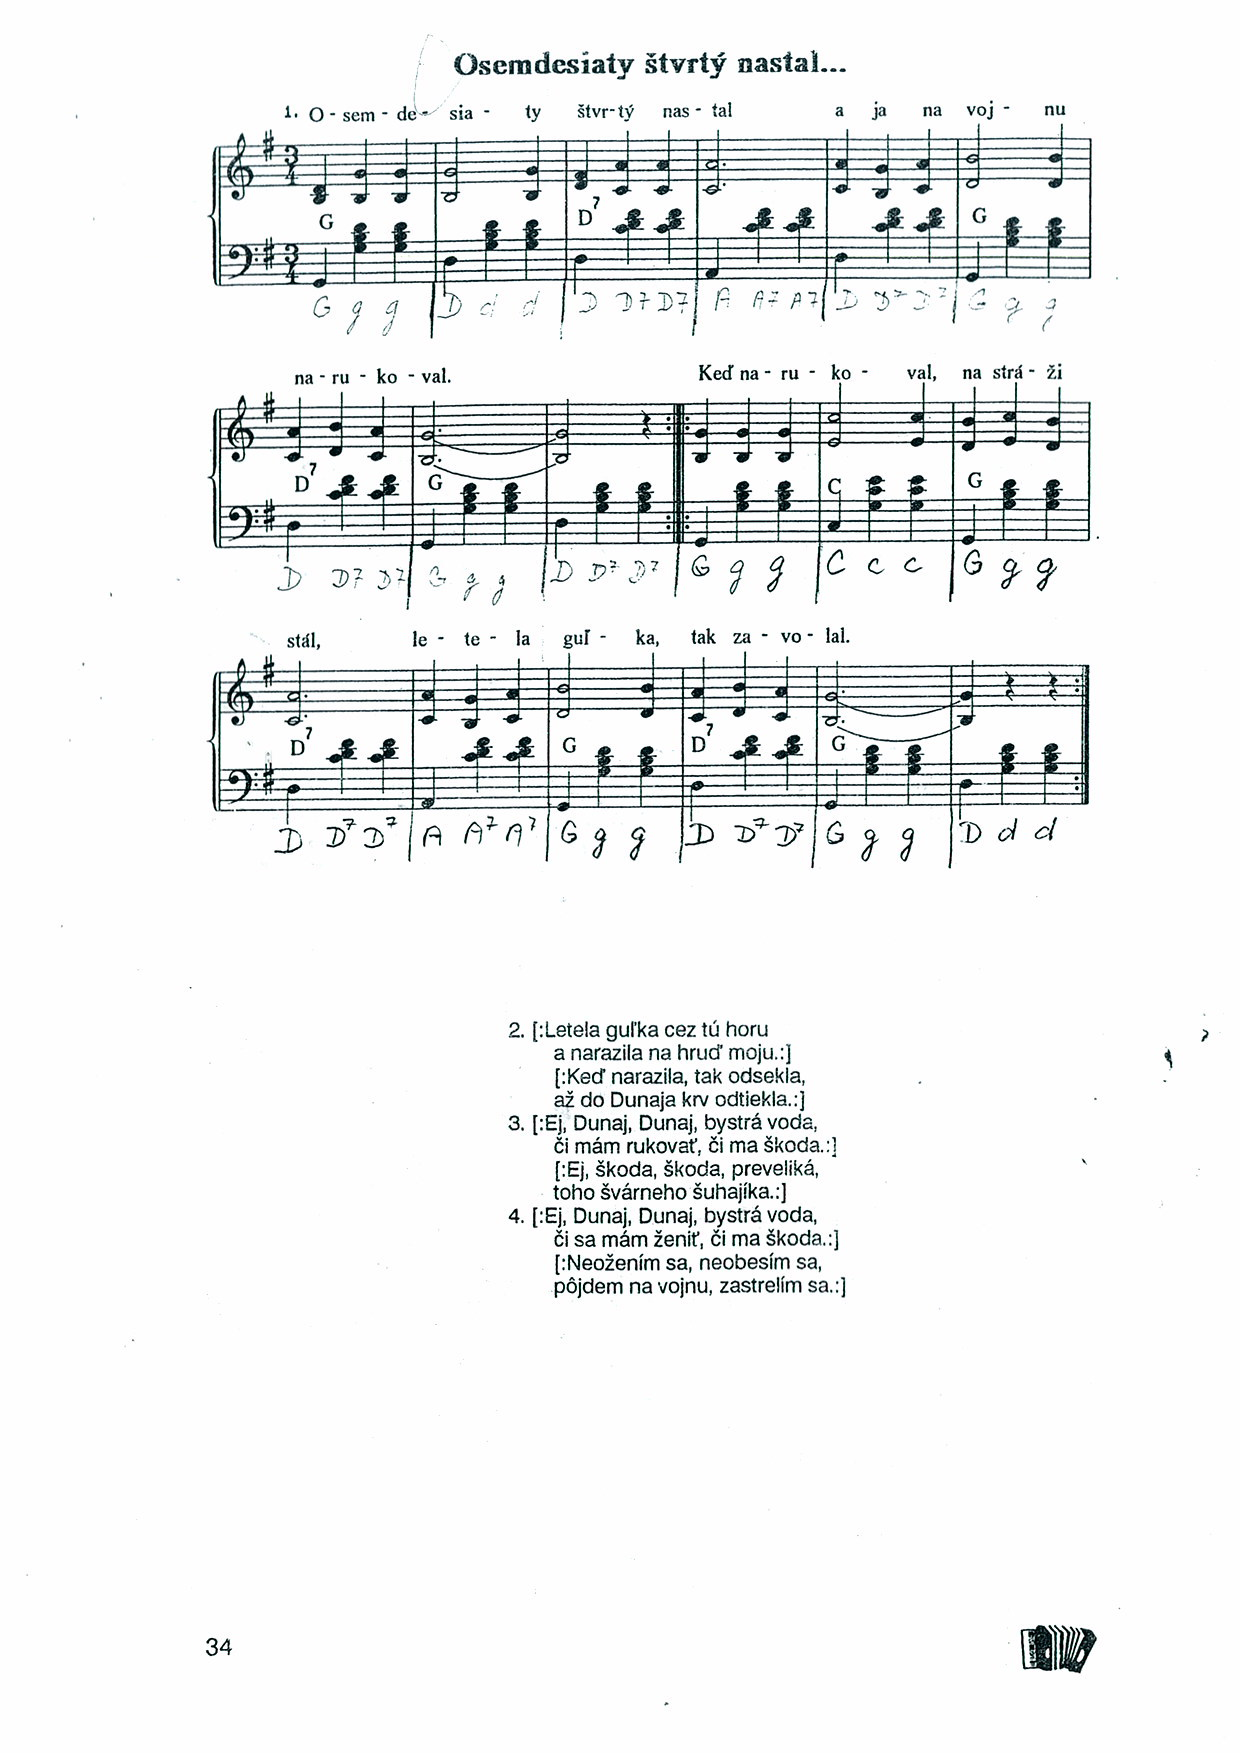 Osemdesiaty štvrtý nastal...
1. O - sem - de - sia - ty štvr - tý nas - tal a ja na voj - nu
G D7 G
G g g D d d D D7 D7 A A7 A7 D D7 D7 G g g
na - ru - ko - val. Keď na - ru - ko - val, na strá - ži
D7 G C G
D D7 D7 G g g D D7 D7 G g g C c c G g g
stál, le - te - la guľ - ka, tak za - vo - lal.
D7 G D7 G
D D7 D7 A A7 A7 G g g D D7 D7 G g g D d d
2. [:Letela guľka cez tú horu
a narazila na hruď moju.:]
[:Keď narazila, tak odsekla,
až do Dunaja krv odtiekla.:]
3. [:Ej, Dunaj, Dunaj, bystrá voda,
či mám rukovať, či ma škoda.:]
[:Ej, škoda, škoda, preveliká,
toho švárneho šuhajíka.:]
4. [:Ej, Dunaj, Dunaj, bystrá voda,
či sa mám ženiť, či ma škoda.:]
[:Neožením sa, neobesím sa,
pôjdem na vojnu, zastrelím sa.:]
34